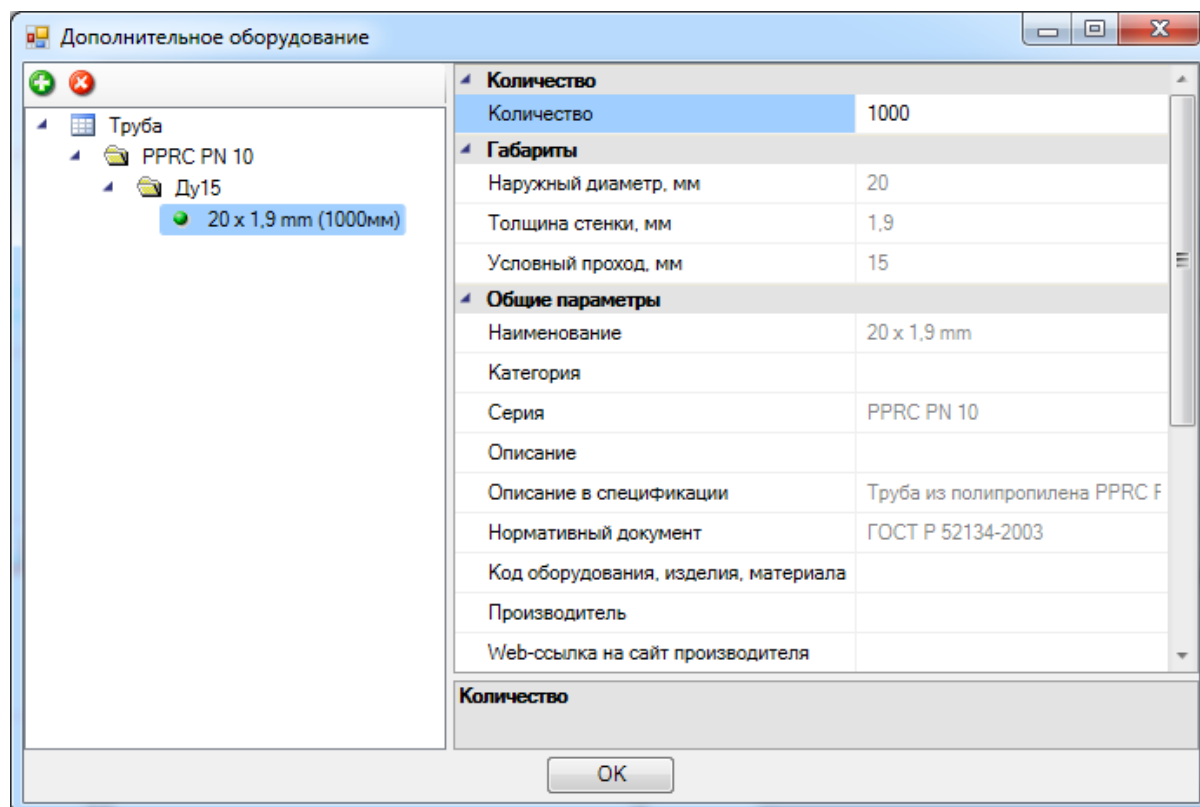 Дополнительное оборудование
Труба
PPRC PN 10
Ду15
20 x 1,9 mm (1000мм)
Количество
Количество 1000
Габариты
Наружный диаметр, мм 20
Толщина стенки, мм 1,9
Условный проход, мм 15
Общие параметры
Наименование 20 x 1,9 mm
Категория
Серия PPRC PN 10
Описание
Описание в спецификации Труба из полипропилена PPRC
Нормативный документ ГОСТ Р 52134-2003
Код оборудования, изделия, материала
Производитель
Web-ссылка на сайт производителя
Количество
OK